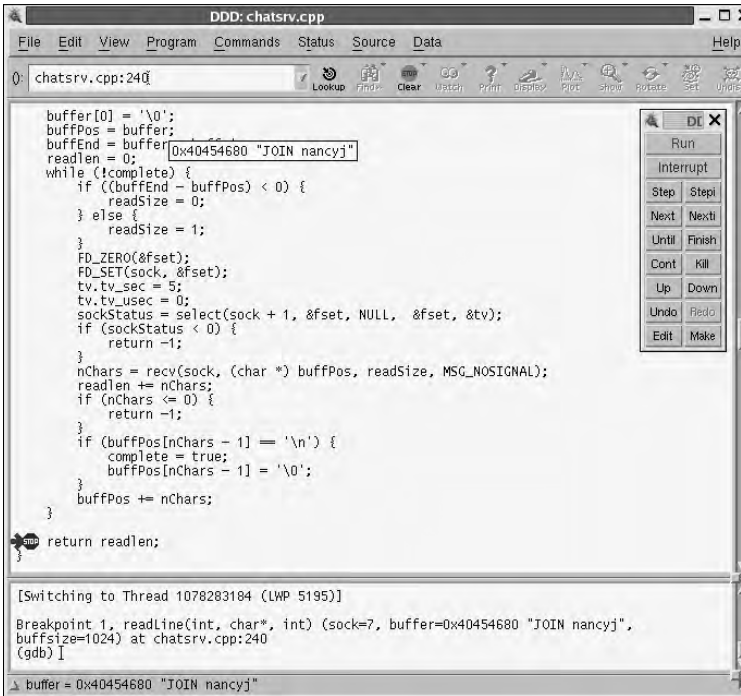 DDD: chatsrv.cpp
File Edit View Program Commands Status Source Data Help
(): chatsrv.cpp:240
Lookup Find» Clear Watch Print Display Plot Show Rotate Set Undis
buffer[0] = '\0';
buffPos = buffer;
buffEnd = buffer
0x40454680 "JOIN nancyj"
readlen = 0;
while (!complete) {
if ((buffEnd - buffPos) < 0) {
readSize = 0;
} else {
readSize = 1;
}
FD_ZERO(&fset);
FD_SET(sock, &fset);
tv.tv_sec = 5;
tv.tv_usec = 0;
sockStatus = select(sock + 1, &fset, NULL, &fset, &tv);
if (sockStatus < 0) {
return -1;
}
nChars = recv(sock, (char *) buffPos, readSize, MSG_NOSIGNAL);
readlen += nChars;
if (nChars <= 0) {
return -1;
}
if (buffPos[nChars - 1] == '\n') {
complete = true;
buffPos[nChars - 1] = '\0';
}
buffPos += nChars;
}
STOP return readlen;
}
DD
Run
Interrupt
Step Stepi
Next Nexti
Until Finish
Cont Kill
Up Down
Undo Redo
Edit Make
[Switching to Thread 1078283184 (LWP 5195)]
Breakpoint 1, readLine(int, char*, int) (sock=7, buffer=0x40454680 "JOIN nancyj",
buffsize=1024) at chatsrv.cpp:240
(gdb)
buffer = 0x40454680 "JOIN nancyj"